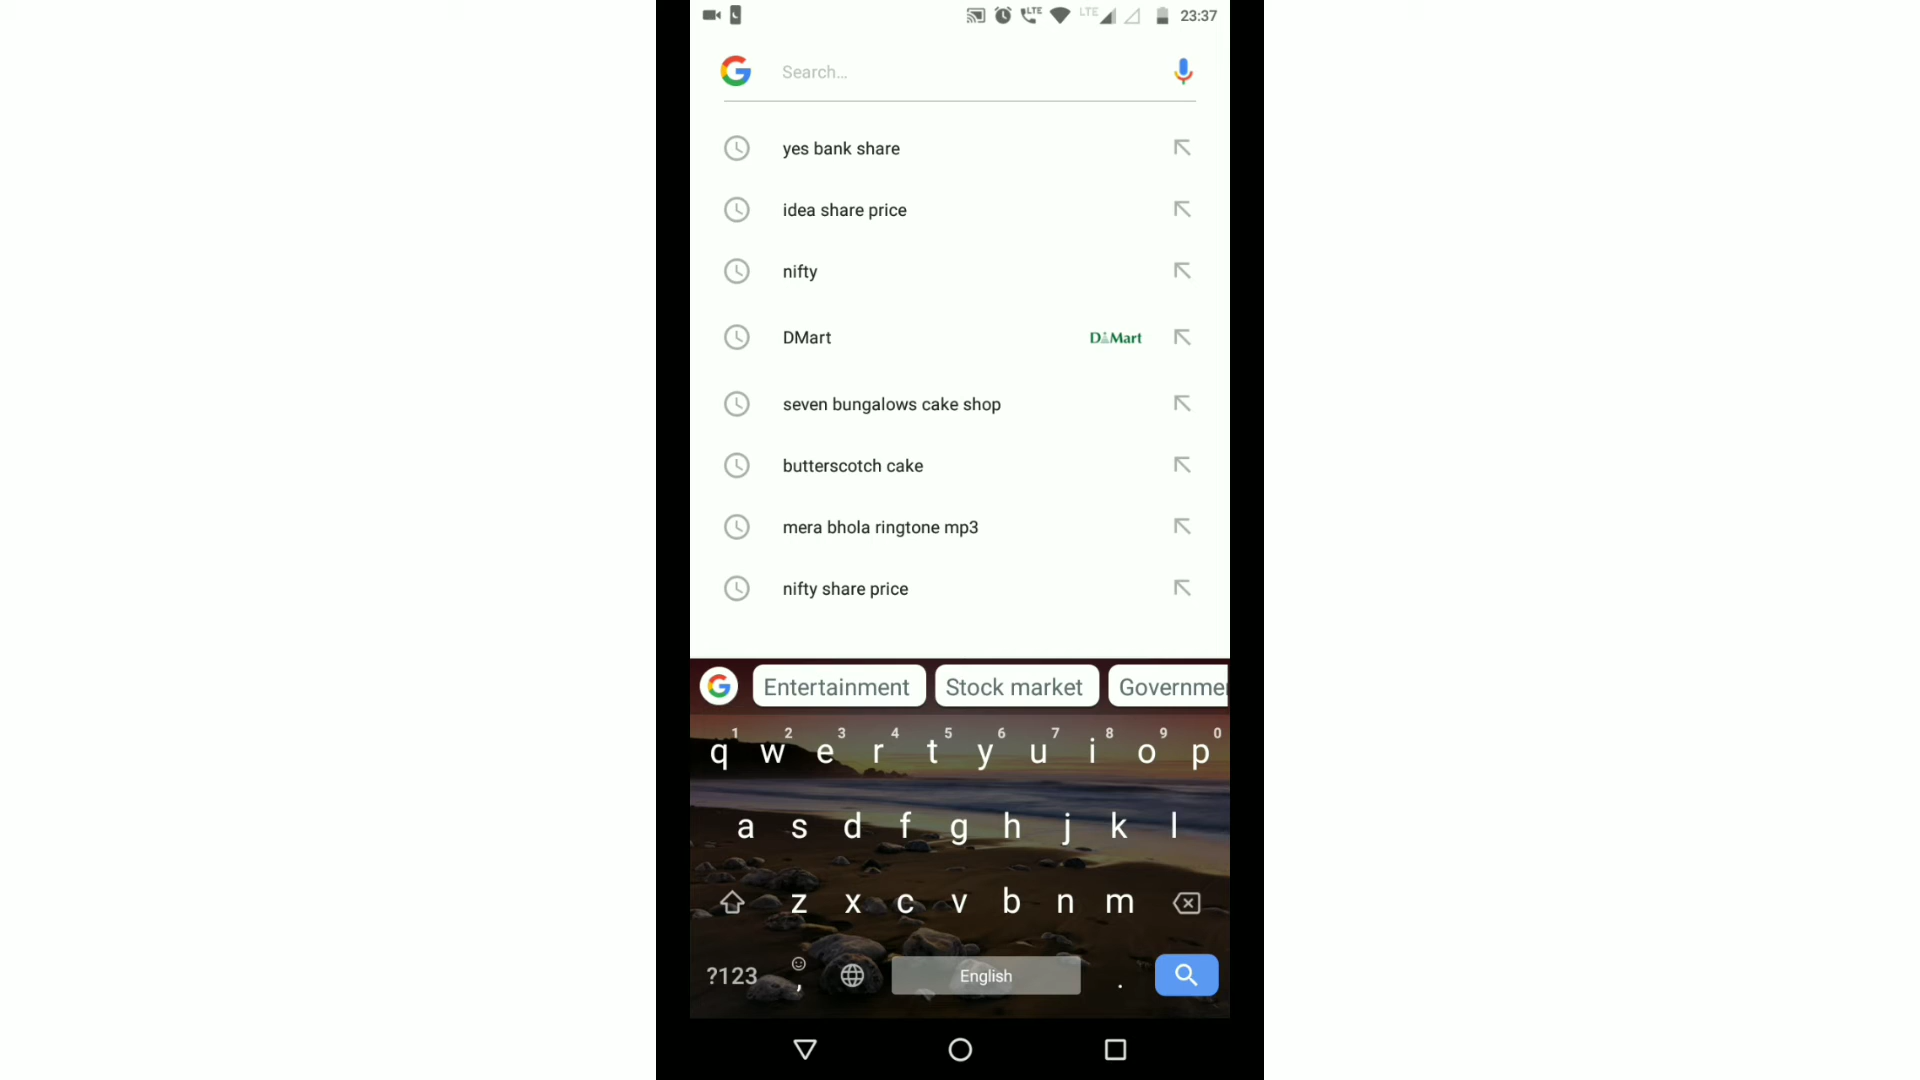 LTE LTE 23:37
Search...
yes bank share
idea share price
nifty
DMart DMart
seven bungalows cake shop
butterscotch cake
mera bhola ringtone mp3
nifty share price
Entertainment Stock market Governme
1 2 3 4 5 6 7 8 9 0
q w e r t y u i o p
a s d f g h j k l
z x c v b n m
?123 , English .